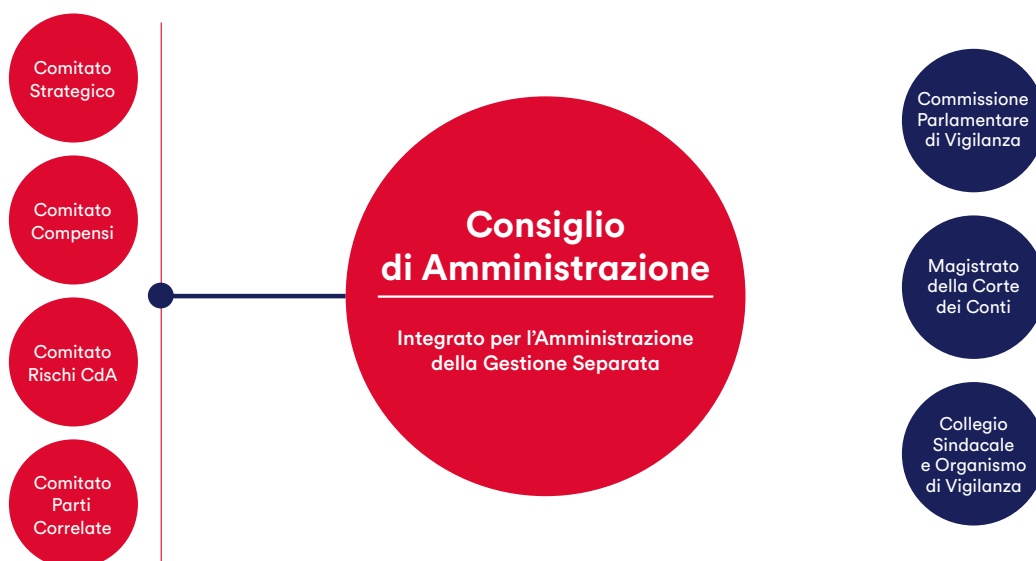 Comitato
Strategico
Comitato
Compensi
Comitato
Rischi CdA
Comitato
Parti
Correlate
Consiglio
di Amministrazione
Integrato per l’Amministrazione
della Gestione Separata
Commissione
Parlamentare
di Vigilanza
Magistrato
della Corte
dei Conti
Collegio
Sindacale
e Organismo
di Vigilanza